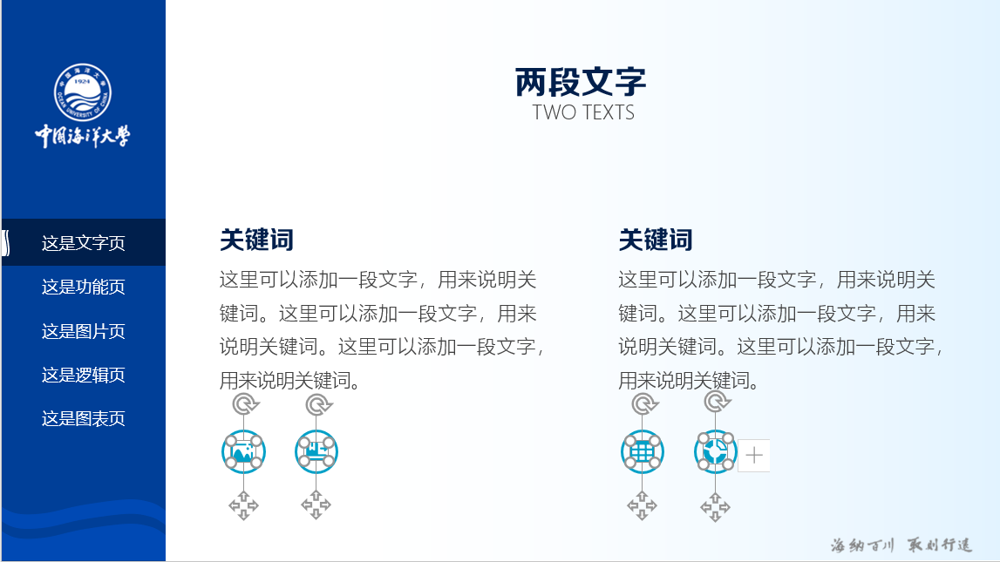 中国海洋大学
1924
OCEAN UNIVERSITY OF CHINA
中国海洋大学
这是文字页
这是功能页
这是图片页
这是逻辑页
这是图表页
两段文字
TWO TEXTS
关键词
这里可以添加一段文字，用来说明关
键词。这里可以添加一段文字，用来
说明关键词。这里可以添加一段文字，
用来说明关键词。
关键词
这里可以添加一段文字，用来说明关
键词。这里可以添加一段文字，用来
说明关键词。这里可以添加一段文字，
用来说明关键词。
海纳百川 取则行远